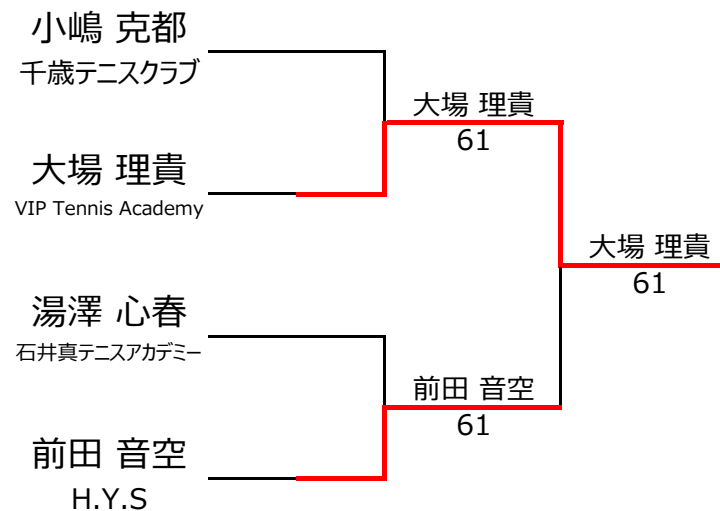 小嶋 克都
千歳テニスクラブ
大場 理貴
61
大場 理貴
VIP Tennis Academy
大場 理貴
61
湯澤 心春
石井真テニスアカデミー
前田 音空
61
前田 音空
H.Y.S